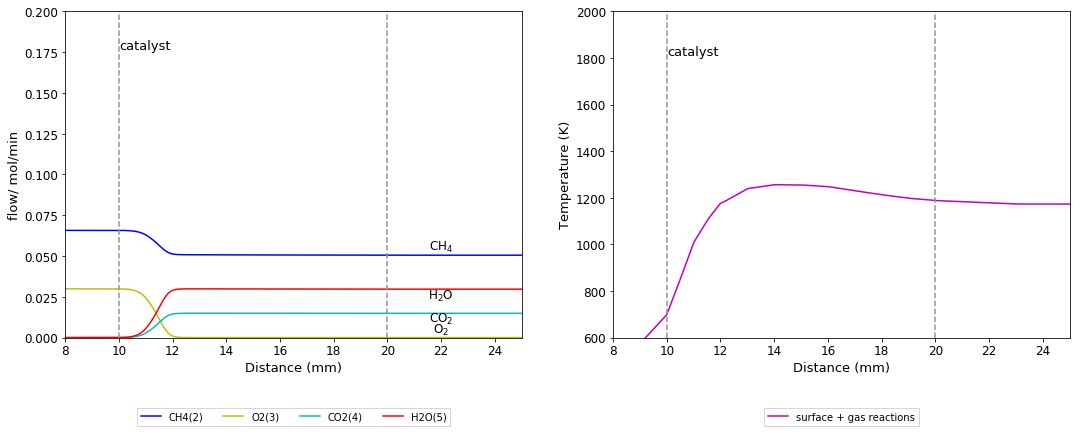 0.200
0.175
0.150
0.125
0.100
0.075
0.050
0.025
0.000
flow/ mol/min
catalyst
CH₄
H₂O
CO₂
O₂
8 10 12 14 16 18 20 22 24
Distance (mm)
CH4(2) O2(3) CO2(4) H2O(5)
2000
1800
1600
1400
1200
1000
800
600
Temperature (K)
catalyst
8 10 12 14 16 18 20 22 24
Distance (mm)
surface + gas reactions